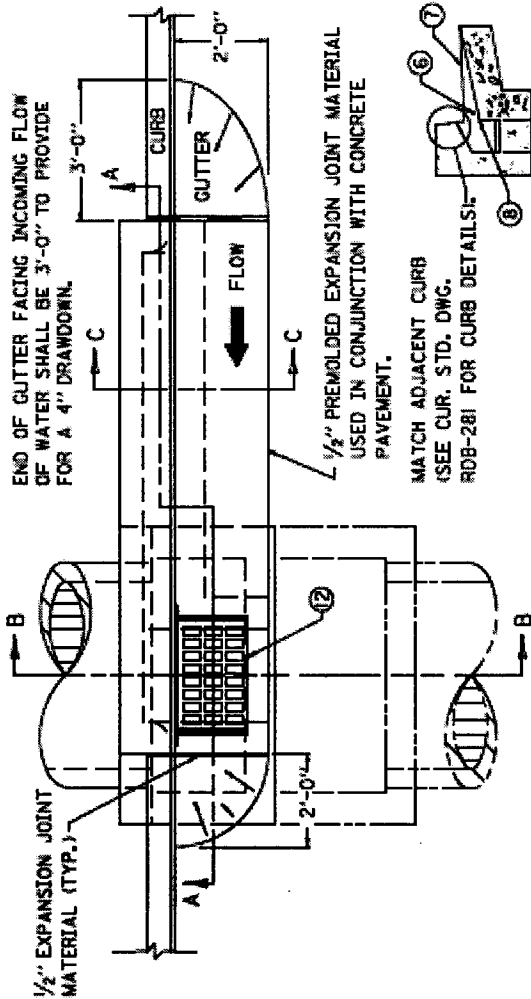 END OF GUTTER FACING INCOMING FLOW
OF WATER SHALL BE 3'-0" TO PROVIDE
FOR A 4" DRAWDOWN.
3'-0"
2'-0"
CURB
GUTTER
A
C
FLOW
C
B
B
12
1/2" EXPANSION JOINT
MATERIAL (TYP.)
A
2'-0"
1/2" PREMOLDED EXPANSION JOINT MATERIAL
USED IN CONJUNCTION WITH CONCRETE
PAVEMENT.
MATCH ADJACENT CURB
(SEE CUR. STD. DWG.
RDB-281 FOR CURB DETAILS).
6
7
8